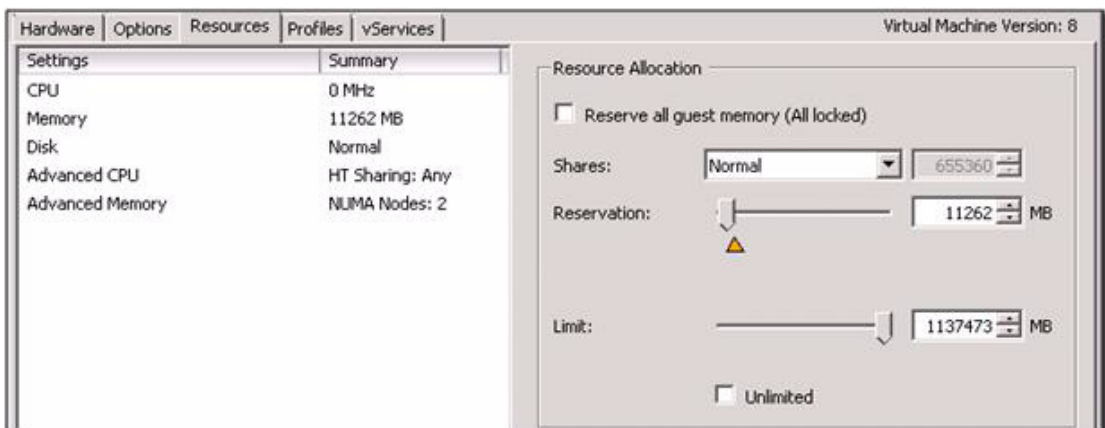 Hardware Options Resources Profiles vServices Virtual Machine Version: 8
Settings Summary
CPU 0 MHz
Memory 11262 MB
Disk Normal
Advanced CPU HT Sharing: Any
Advanced Memory NUMA Nodes: 2
Resource Allocation
Reserve all guest memory (All locked)
Shares: Normal 655360
Reservation: 11262 MB
Limit: 1137473 MB
Unlimited